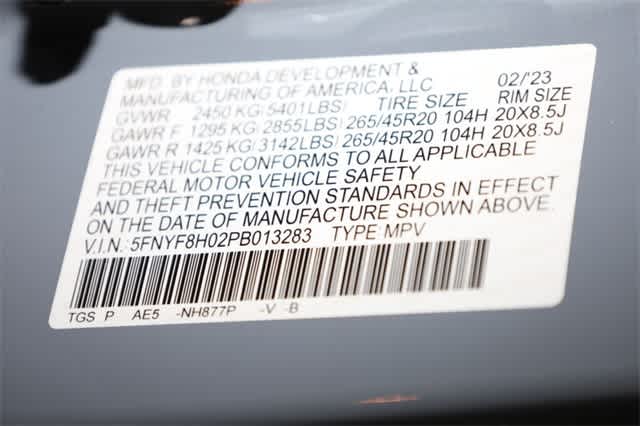 MFD. BY HONDA DEVELOPMENT &
MANUFACTURING OF AMERICA, LLC 02/'23
GVWR 2450 KG(5401LBS) TIRE SIZE RIM SIZE
GAWR F 1295 KG(2855LBS) 265/45R20 104H 20X8.5J
GAWR R 1425 KG(3142LBS) 265/45R20 104H 20X8.5J
THIS VEHICLE CONFORMS TO ALL APPLICABLE
FEDERAL MOTOR VEHICLE SAFETY
AND THEFT PREVENTION STANDARDS IN EFFECT
ON THE DATE OF MANUFACTURE SHOWN ABOVE.
V.I.N.: 5FNYF8H02PB013283 TYPE: MPV
TGS P AE5 -NH877P -V -B